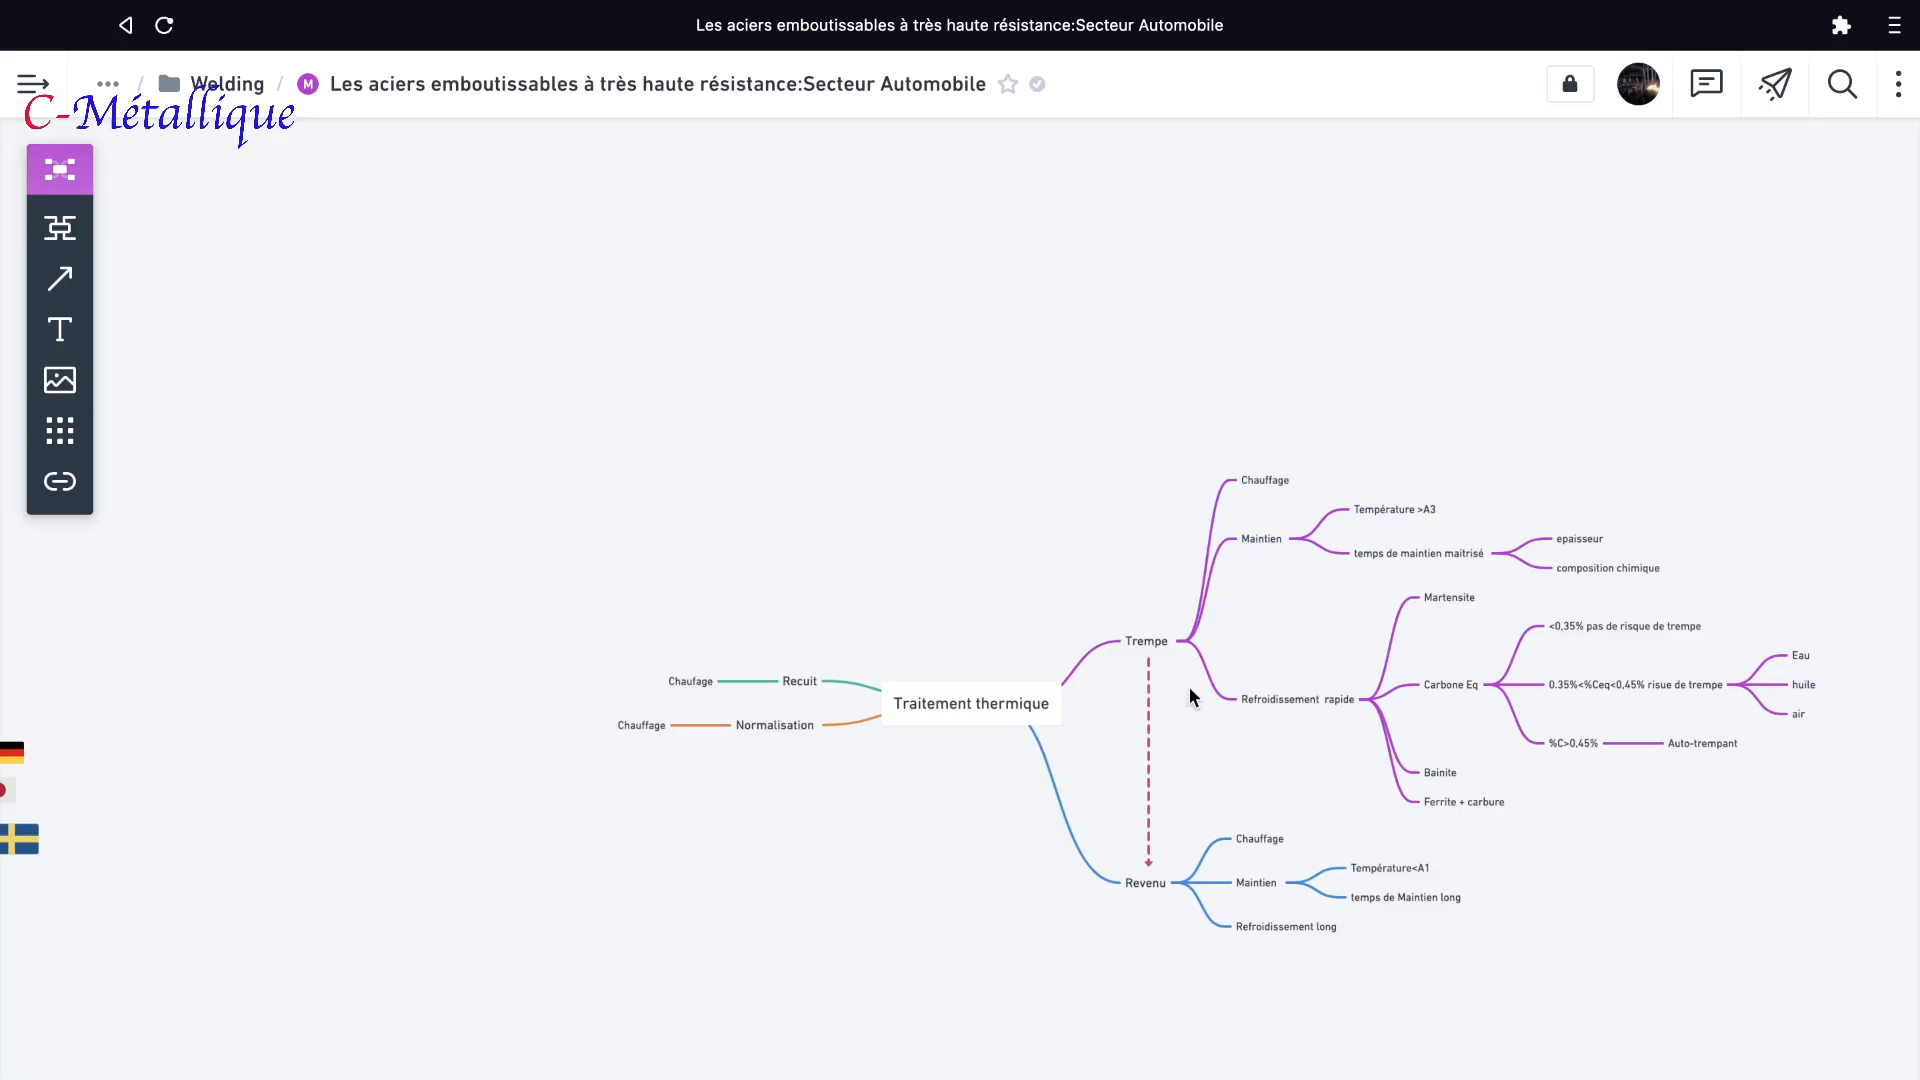 Les aciers emboutissables à très haute résistance:Secteur Automobile
Welding / M Les aciers emboutissables à très haute résistance:Secteur Automobile
C-Métallique
Chauffage
Température >A3
Maintien
temps de maintien maitrisé
epaisseur
composition chimique
Martensite
<0,35% pas de risque de trempe
Trempe
Eau
Chaufage
Recuit
Carbone Eq
0.35%<%Ceq<0,45% risue de trempe
huile
Traitement thermique
Refroidissement rapide
air
Chauffage
Normalisation
%C>0,45%
Auto-trempant
Bainite
Ferrite + carbure
Chauffage
Température<A1
Revenu
Maintien
temps de Maintien long
Refroidissement long